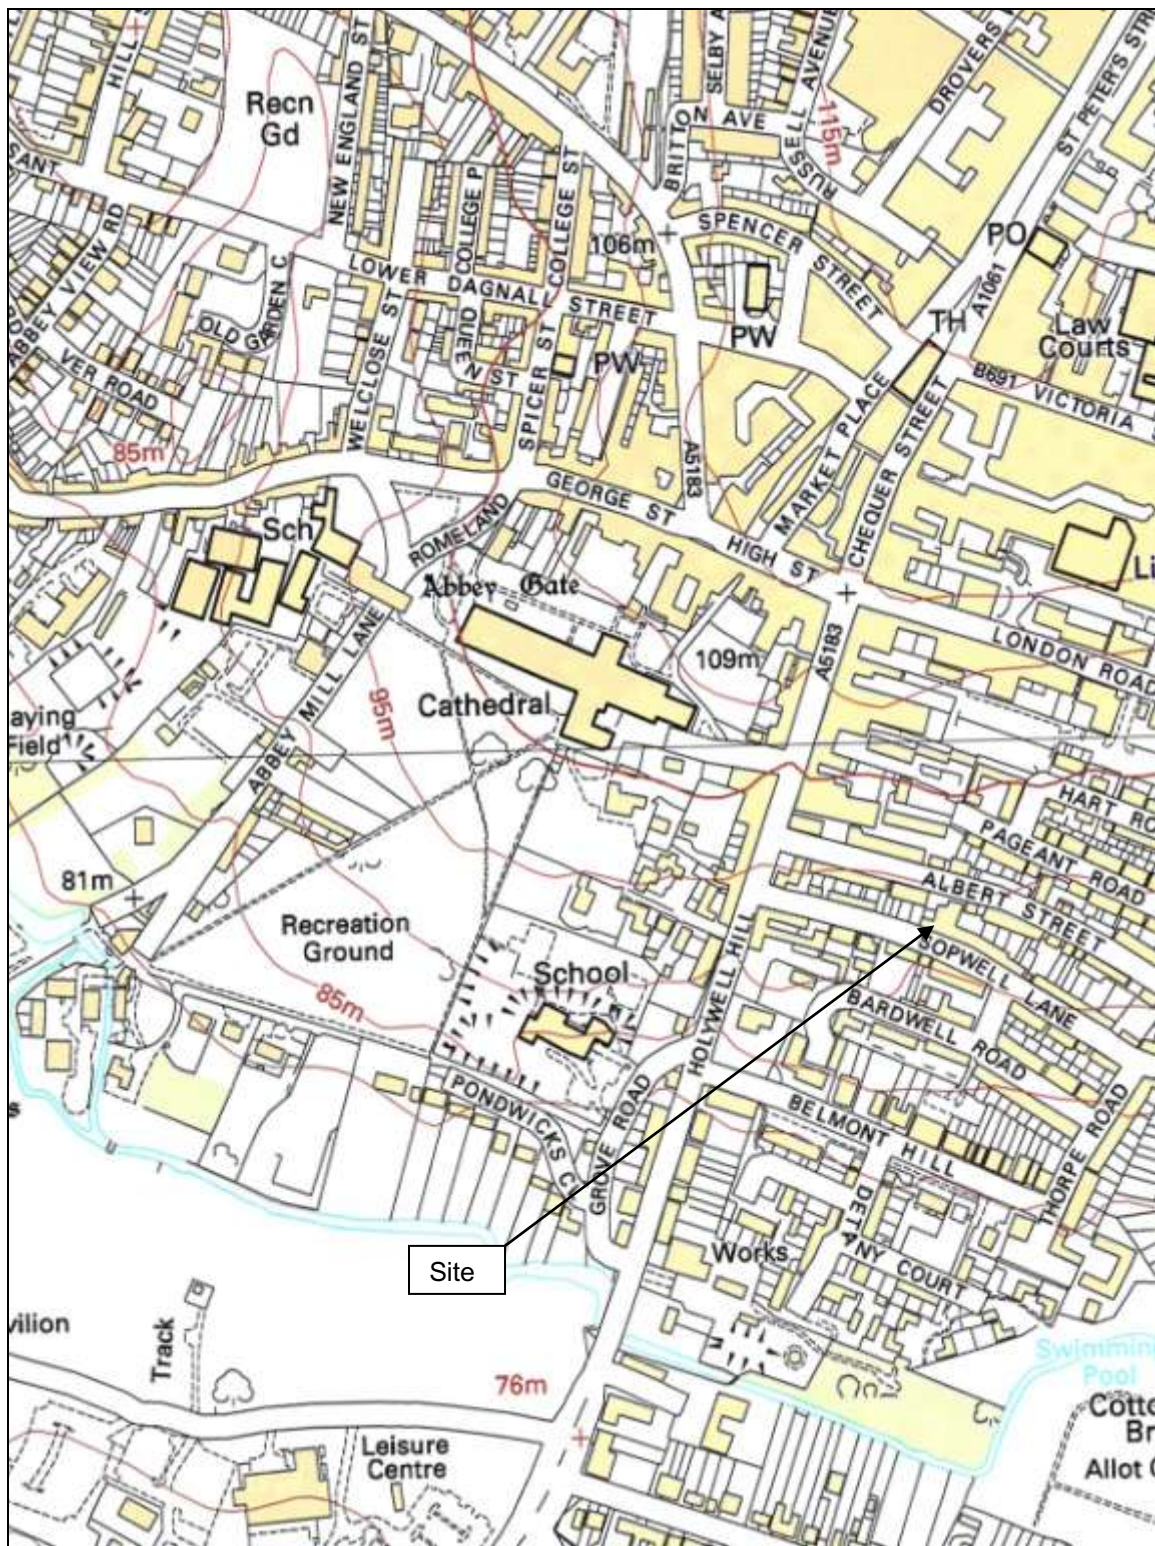 HILL
Recn
Gd
NEW ENGLAND ST
SANT
ABBEY VIEW RD
VER ROAD
OLD GARDEN C
85m
LOWER DAGNALL STREET
COLLEGE P
COLLEGE ST
QUEEN ST
WELCLOSE ST
SPICER ST
PW
106m
BRITTON AVE
SELBY A
RUSSELL AVENUE
115m
DROVERS
ST PETER'S STR
SPENCER STREET
PW
PO
A1061
TH
Law
Courts
B691
VICTORIA S
MARKET PLACE
CHEQUER STREET
A5183
GEORGE ST
HIGH ST
ROMELAND
Sch
Abbey Gate
ABBEY MILL LANE
Cathedral
95m
109m
A5183
LONDON ROAD
Li
aying
Field
81m
Recreation
Ground
85m
School
HART RO
PAGEANT ROAD
ALBERT STREET
SOPWELL LANE
HOLYWELL HILL
BARDWELL ROAD
BELMONT HILL
THORPE ROAD
PONDWICKS C
GROVE ROAD
DETANY COURT
Works
Site
s
vilion
Track
76m
Leisure
Centre
Swimming
Pool
Cotto
Br
Allot G